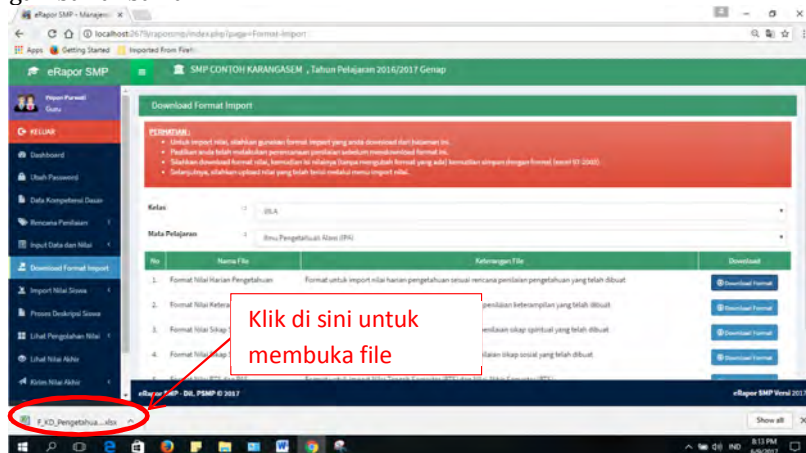 eRapor SMP - Manajeme
localhost:2679/raporsmp/index.php?page=Format-Import
Apps Getting Started Imported From Firef
eRapor SMP
SMP CONTOH KARANGASEM , Tahun Pelajaran 2016/2017 Genap
Guru
Download Format Import
KELUAR
PERHATIAN :
Untuk import nilai, silahkan gunakan format import yang anda download dari halaman ini.
Pastikan anda telah melakukan perencanaan penilaian sebelum mendownload format ini.
Silahkan download format nilai, kemudian isi nilainya (tanpa mengubah format yang ada) kemudian simpan dengan format (excel 97-2003).
Selanjutnya, silahkan upload nilai yang telah terisi melalui menu import nilai.
Dashboard
Ubah Password
Data Kompetensi Dasar
Rencana Penilaian
Input Data dan Nilai
Download Format Import
Import Nilai Siswa
Proses Deskripsi Siswa
Lihat Pengolahan Nilai
Lihat Nilai Akhir
Kirim Nilai Akhir
Kelas :
Mata Pelajaran : Ilmu Pengetahuan Alam (IPA)
No Nama File Keterangan File Download
1. Format Nilai Harian Pengetahuan Format untuk import nilai harian pengetahuan sesuai rencana penilaian pengetahuan yang telah dibuat Download Format
2. Format Nilai Ketera penilaian keterampilan yang telah dibuat Download Format
3. Format Nilai Sikap S penilaian sikap spiritual yang telah dibuat Download Format
4. Format Nilai Sikap penilaian sikap sosial yang telah dibuat Download Format
Klik di sini untuk
membuka file
eRapor SMP - Dit. PSMP © 2017
eRapor SMP Versi 2017
F_KD_Pengetahua....xlsx
Show all
IND
8:13 PM